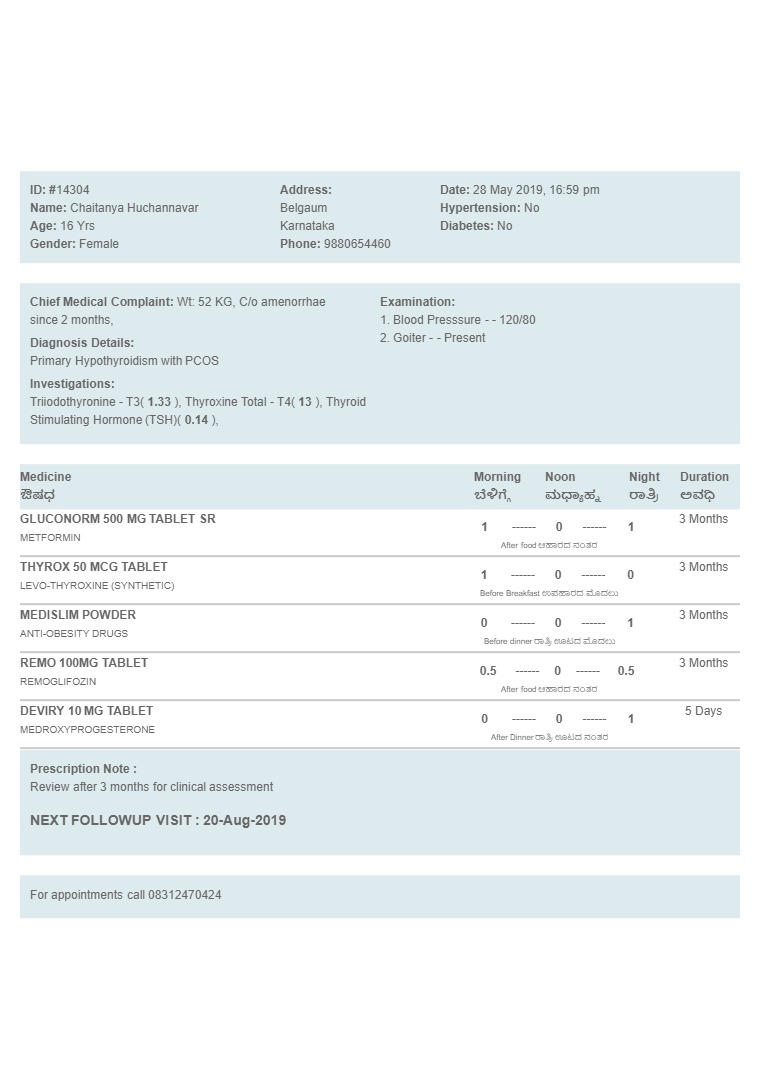 ID: #14304
Name: Chaitanya Huchannavar
Age: 16 Yrs
Gender: Female
Address:
Belgaum
Karnataka
Phone: 9880654460
Date: 28 May 2019, 16:59 pm
Hypertension: No
Diabetes: No
Chief Medical Complaint: Wt: 52 KG, C/o amenorrhae
since 2 months,
Diagnosis Details:
Primary Hypothyroidism with PCOS
Investigations:
Triiodothyronine - T3( 1.33 ), Thyroxine Total - T4( 13 ), Thyroid
Stimulating Hormone (TSH)( 0.14 ),
Examination:
1. Blood Presssure - - 120/80
2. Goiter - - Present
Medicine Morning Noon Night Duration
ಔಷಧ ಬೆಳಿಗ್ಗೆ ಮಧ್ಯಾಹ್ನ ರಾತ್ರಿ ಅವಧಿ
GLUCONORM 500 MG TABLET SR 1 ------ 0 ------ 1 3 Months
METFORMIN After food ಆಹಾರದ ನಂತರ
THYROX 50 MCG TABLET 1 ------ 0 ------ 0 3 Months
LEVO-THYROXINE (SYNTHETIC) Before Breakfast ಉಪಹಾರದ ಮೊದಲು
MEDISLIM POWDER 0 ------ 0 ------ 1 3 Months
ANTI-OBESITY DRUGS Before dinner ರಾತ್ರಿ ಊಟದ ಮೊದಲು
REMO 100MG TABLET 0.5 ------ 0 ------ 0.5 3 Months
REMOGLIFOZIN After food ಆಹಾರದ ನಂತರ
DEVIRY 10 MG TABLET 0 ------ 0 ------ 1 5 Days
MEDROXYPROGESTERONE After Dinner ರಾತ್ರಿ ಊಟದ ನಂತರ
Prescription Note :
Review after 3 months for clinical assessment
NEXT FOLLOWUP VISIT : 20-Aug-2019
For appointments call 08312470424